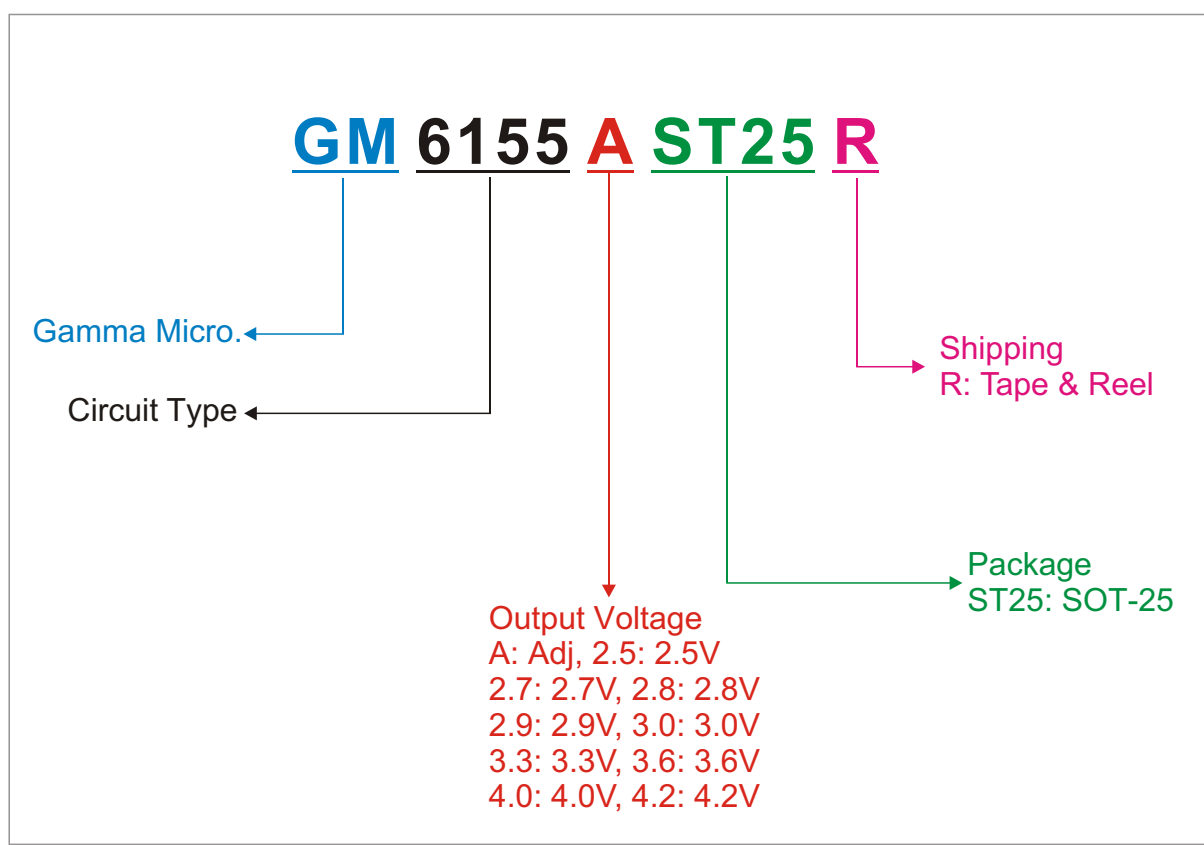 GM 6155 A ST25 R
Gamma Micro.
Circuit Type
Shipping
R: Tape & Reel
Package
ST25: SOT-25
Output Voltage
A: Adj, 2.5: 2.5V
2.7: 2.7V, 2.8: 2.8V
2.9: 2.9V, 3.0: 3.0V
3.3: 3.3V, 3.6: 3.6V
4.0: 4.0V, 4.2: 4.2V